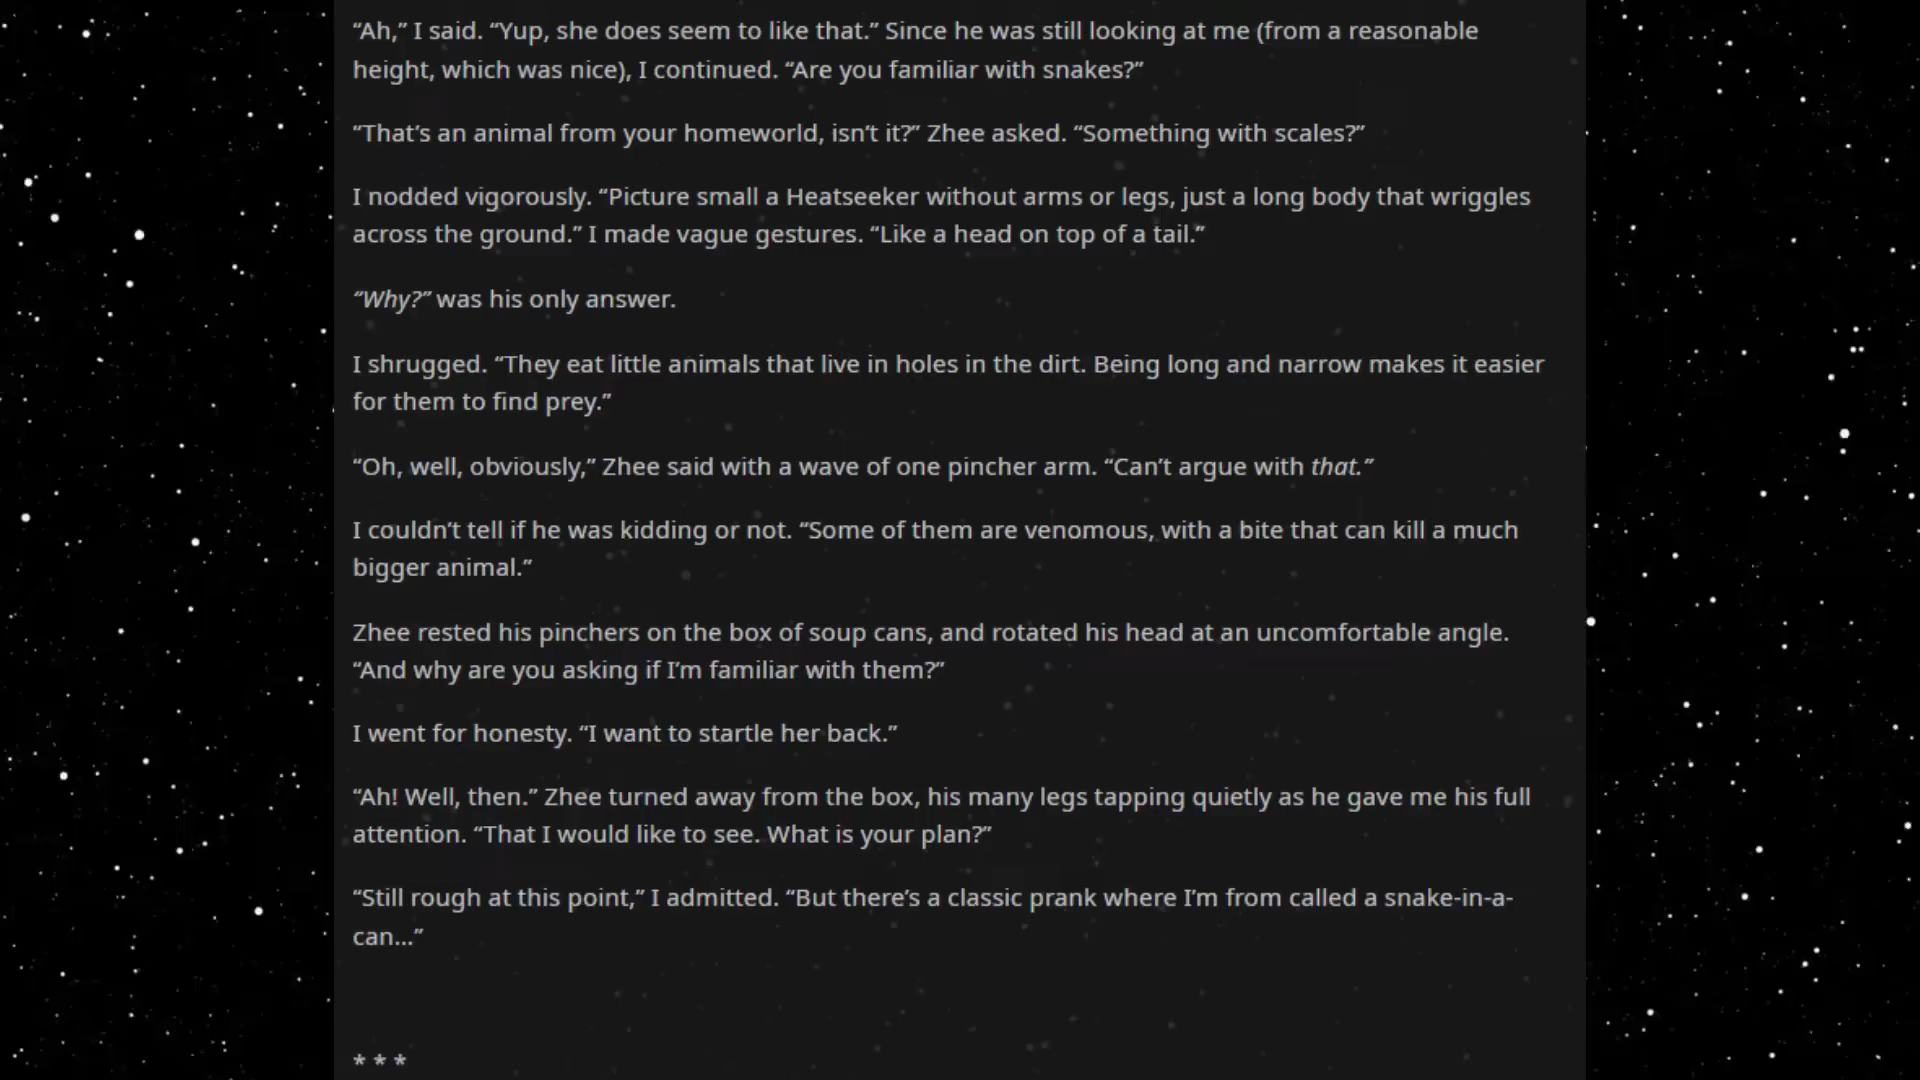 “Ah,” I said. “Yup, she does seem to like that.” Since he was still looking at me (from a reasonable
height, which was nice), I continued. “Are you familiar with snakes?”
“That’s an animal from your homeworld, isn’t it?” Zhee asked. “Something with scales?”
I nodded vigorously. “Picture small a Heatseeker without arms or legs, just a long body that wriggles
across the ground.” I made vague gestures. “Like a head on top of a tail.”
“Why?” was his only answer.
I shrugged. “They eat little animals that live in holes in the dirt. Being long and narrow makes it easier
for them to find prey.”
“Oh, well, obviously,” Zhee said with a wave of one pincher arm. “Can’t argue with that.”
I couldn’t tell if he was kidding or not. “Some of them are venomous, with a bite that can kill a much
bigger animal.”
Zhee rested his pinchers on the box of soup cans, and rotated his head at an uncomfortable angle.
“And why are you asking if I’m familiar with them?”
I went for honesty. “I want to startle her back.”
“Ah! Well, then.” Zhee turned away from the box, his many legs tapping quietly as he gave me his full
attention. “That I would like to see. What is your plan?”
“Still rough at this point,” I admitted. “But there’s a classic prank where I’m from called a snake-in-a-
can…”
* * *